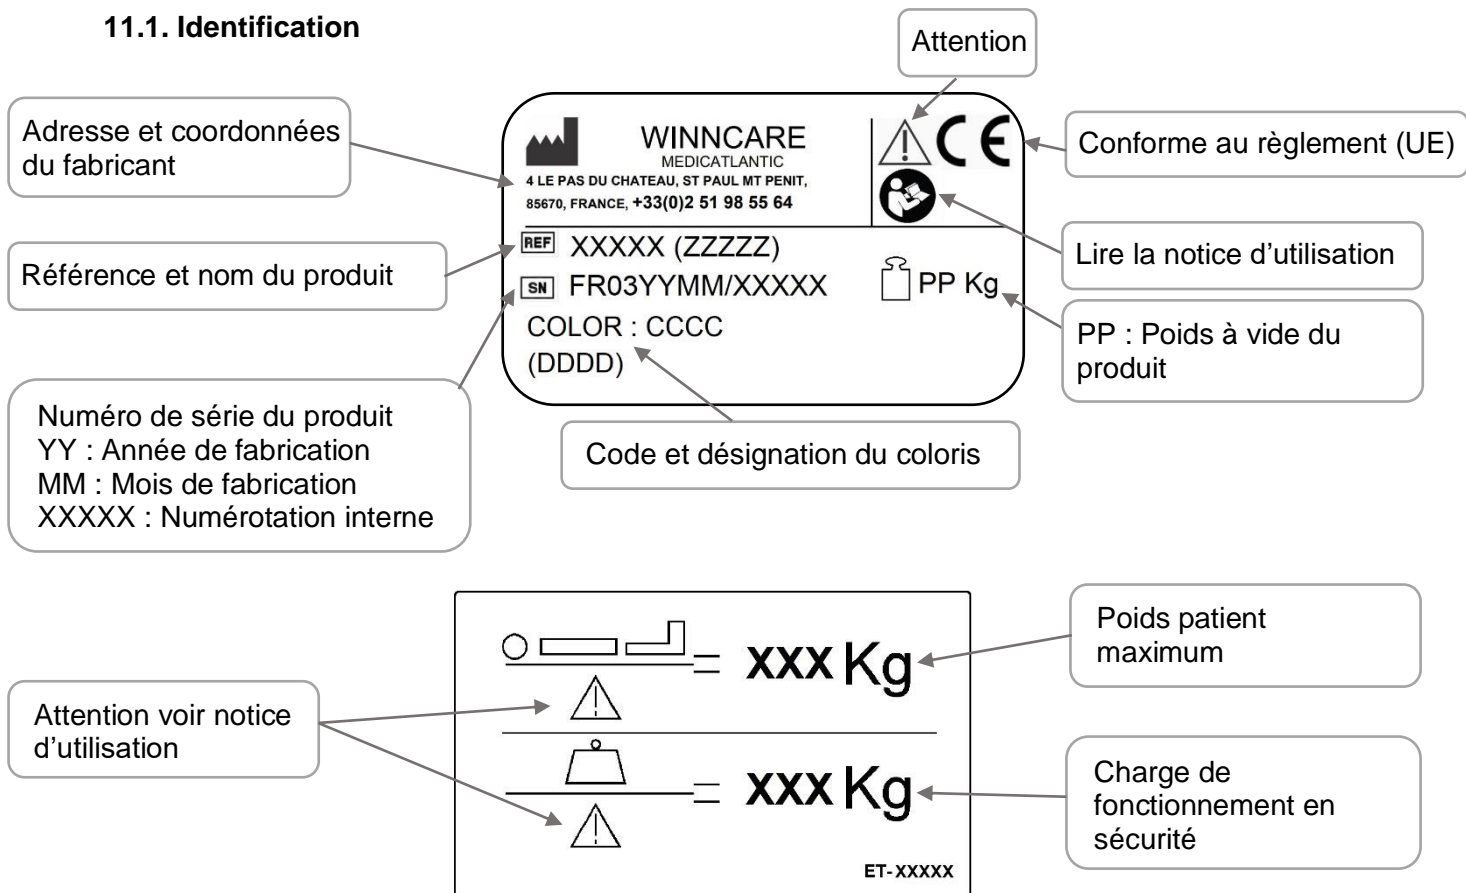 11.1. Identification
Attention
Adresse et coordonnées
du fabricant
WINNCARE
MEDICATLANTIC
4 LE PAS DU CHATEAU, ST PAUL MT PENIT,
85670, FRANCE, +33(0)2 51 98 55 64
CE
Conforme au règlement (UE)
Référence et nom du produit
REF XXXXX (ZZZZZ)
SN FR03YYMM/XXXXX
COLOR : CCCC
(DDDD)
PP Kg
Lire la notice d’utilisation
PP : Poids à vide du
produit
Numéro de série du produit
YY : Année de fabrication
MM : Mois de fabrication
XXXXX : Numérotation interne
Code et désignation du coloris
Attention voir notice
d’utilisation
= XXX Kg
= XXX Kg
ET-XXXXX
Poids patient
maximum
Charge de
fonctionnement en
sécurité